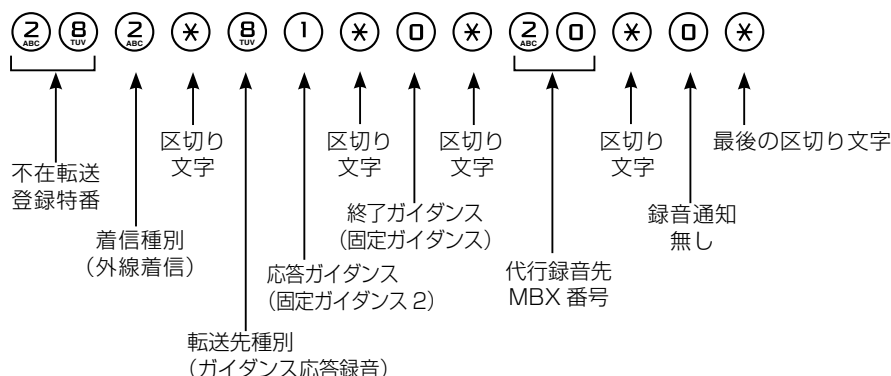 2 8 2 * 8 1 * 0 * 2 0 * 0 *
ABC TUV ABC TUV ABC
区切り
文字
区切り
文字
区切り
文字
区切り
文字
最後の区切り文字
不在転送
登録特番
終了ガイダンス
(固定ガイダンス)
録音通知
無し
着信種別
(外線着信)
応答ガイダンス
(固定ガイダンス 2)
代行録音先
MBX 番号
転送先種別
(ガイダンス応答録音)